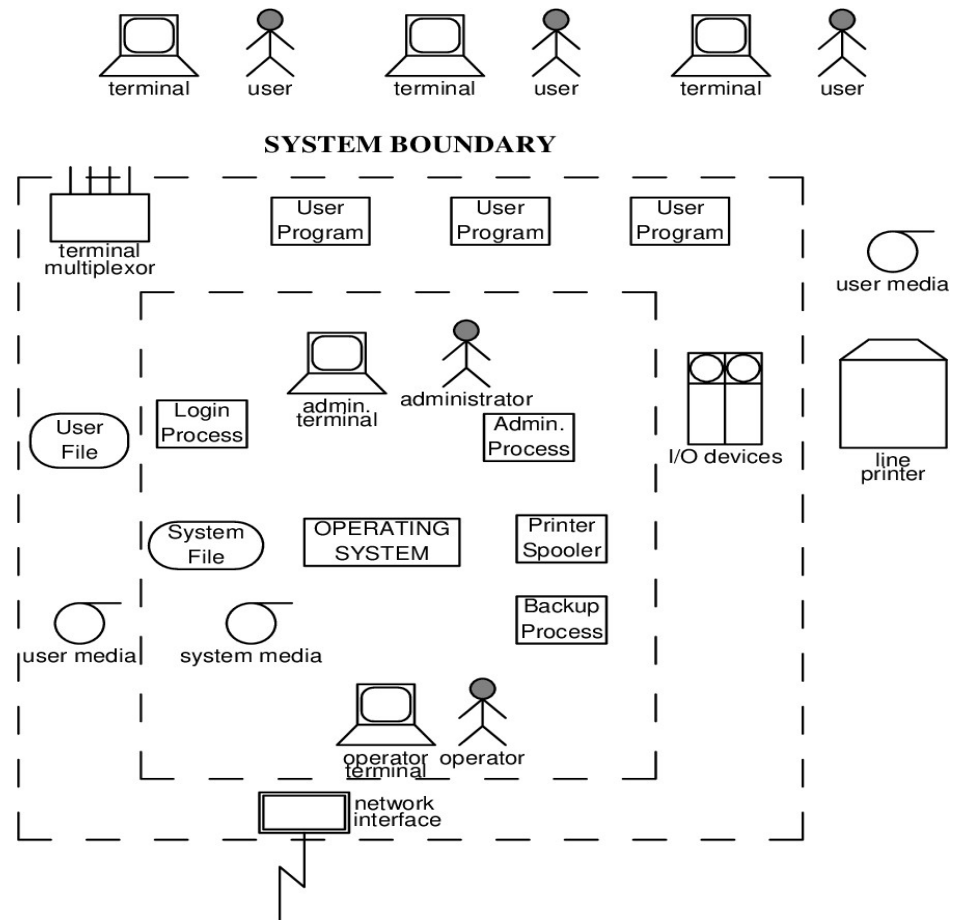 terminal
user
terminal
user
terminal
user
SYSTEM BOUNDARY
User
Program
User
Program
User
Program
terminal
multiplexor
user media
admin.
terminal
administrator
Login
Process
Admin.
Process
User
File
I/O devices
line
printer
System
File
OPERATING
SYSTEM
Printer
Spooler
Backup
Process
user media
system media
operator
terminal
operator
network
interface